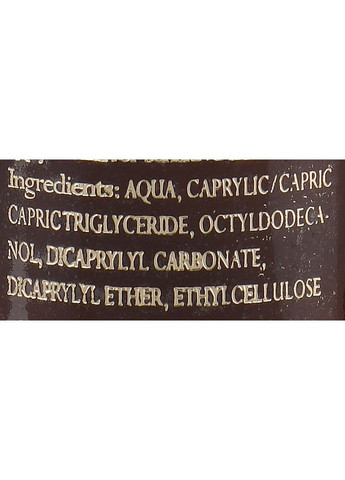 Ingredients: AQUA, CAPRYLIC/CAPRIC
CAPRIC TRIGLYCERIDE, OCTYLDODECA-
NOL, DICAPRYLYL CARBONATE,
DICAPRYLYL ETHER, ETHYLCELLULOSE